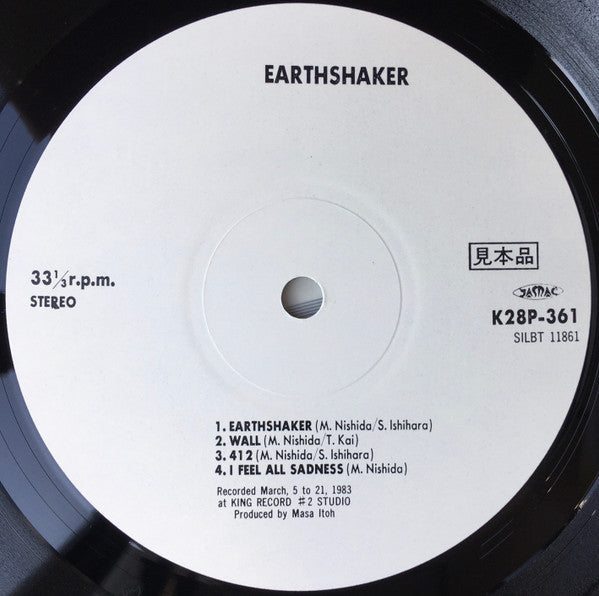 EARTHSHAKER
33⅓ r.p.m.
STEREO
見本品
JASRAC
K28P-361
SILBT 11861
1. EARTHSHAKER (M. Nishida/S. Ishihara)
2. WALL (M. Nishida/T. Kai)
3. 412 (M. Nishida/S. Ishihara)
4. I FEEL ALL SADNESS (M. Nishida)
Recorded March, 5 to 21, 1983
at KING RECORD #2 STUDIO
Produced by Masa Itoh